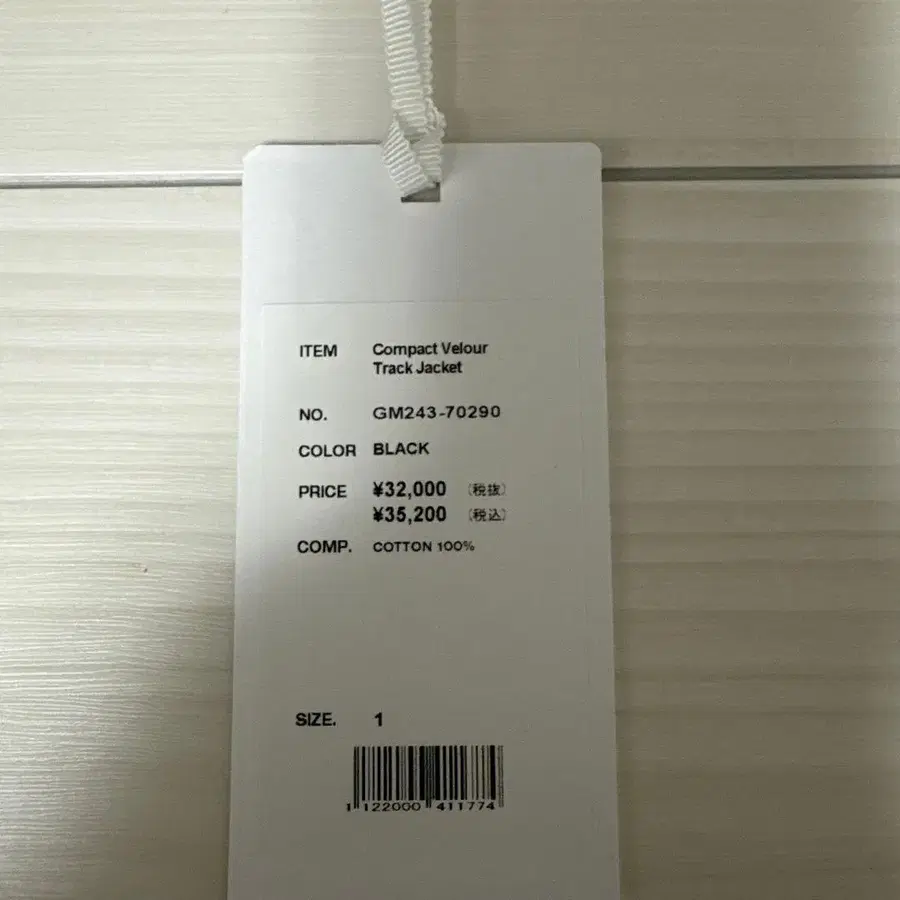 ITEM Compact Velour
Track Jacket
NO. GM243-70290
COLOR BLACK
PRICE ¥32,000 (税抜)
¥35,200 (税込)
COMP. COTTON 100%
SIZE. 1
1 122000 411774